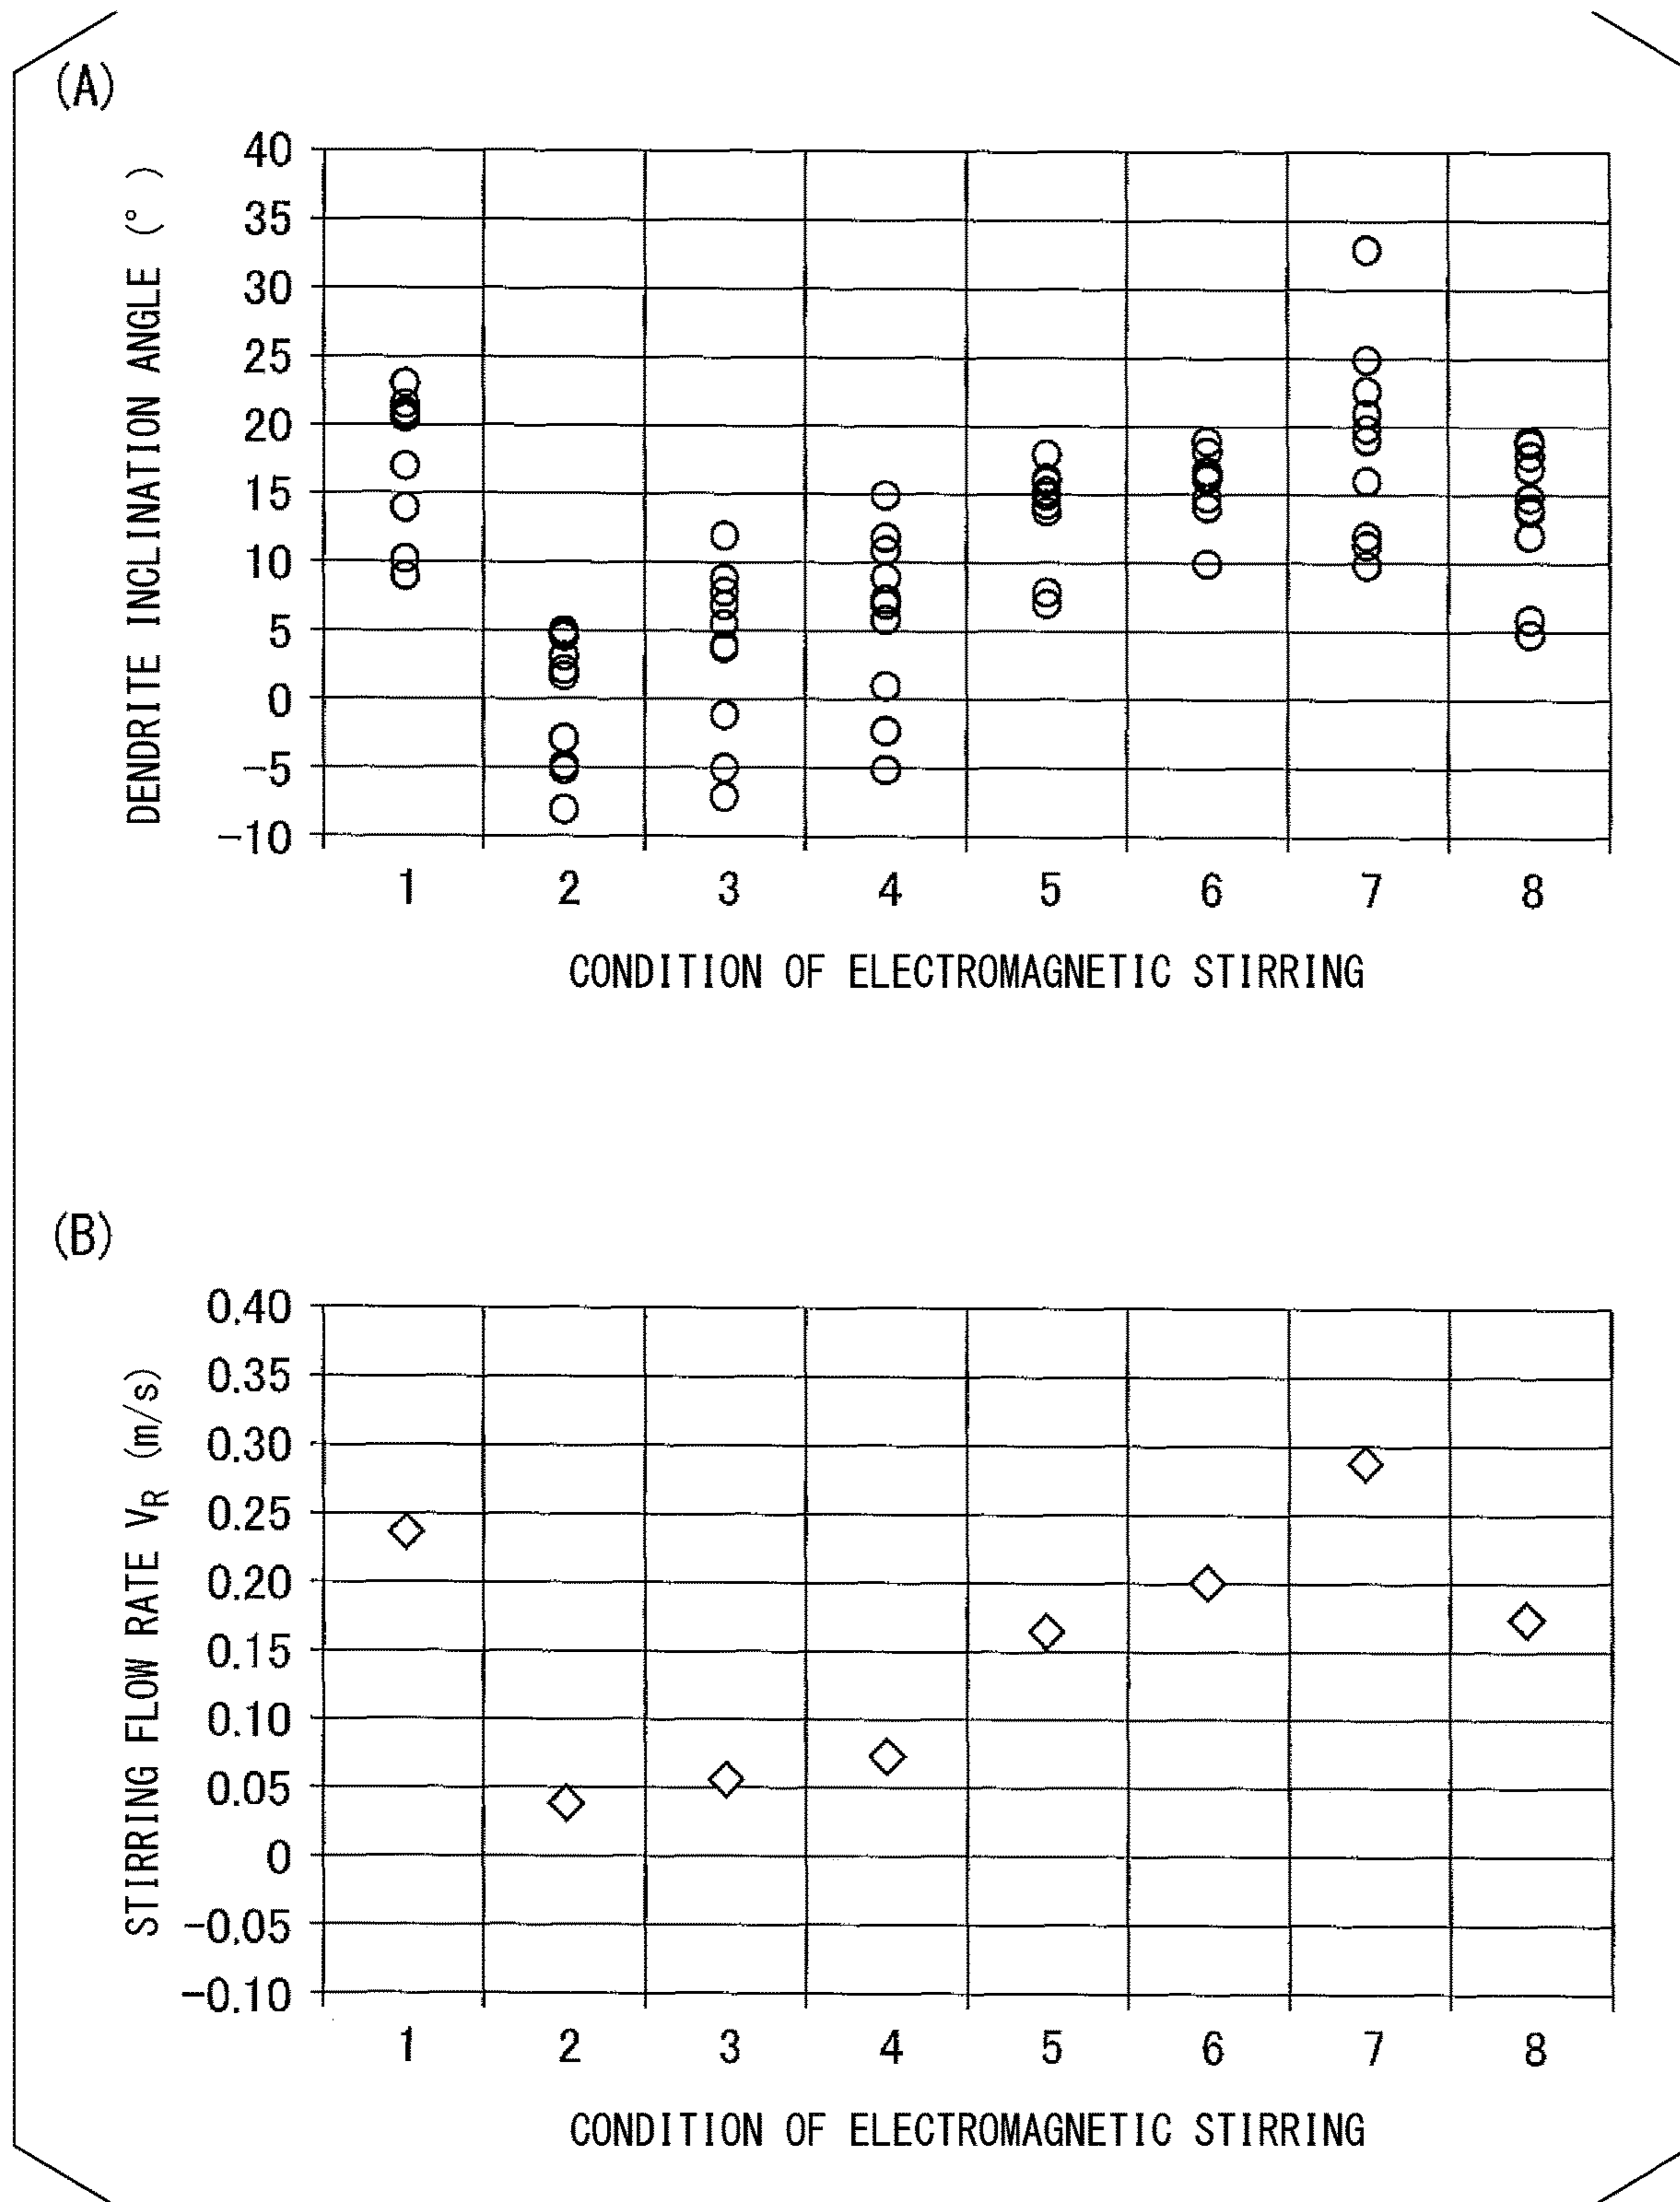 (A)
DENDRITE INCLINATION ANGLE (°)
40
35
30
25
20
15
10
5
0
-5
-10
1 2 3 4 5 6 7 8
CONDITION OF ELECTROMAGNETIC STIRRING
(B)
STIRRING FLOW RATE VR (m/s)
0.40
0.35
0.30
0.25
0.20
0.15
0.10
0.05
0
-0.05
-0.10
1 2 3 4 5 6 7 8
CONDITION OF ELECTROMAGNETIC STIRRING